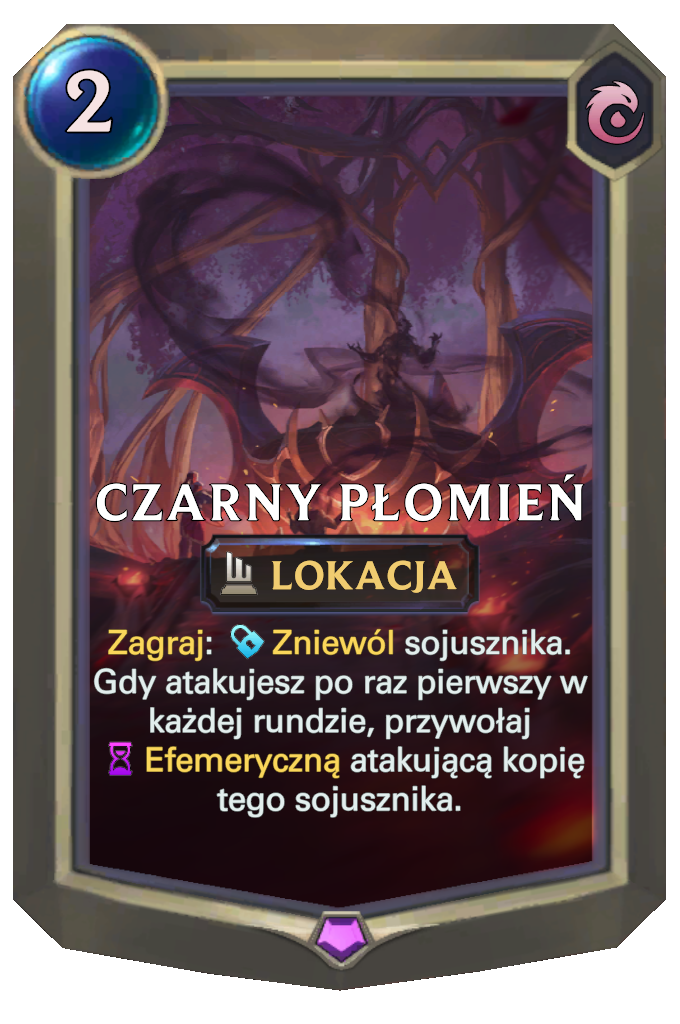 2
CZARNY PŁOMIEŃ
LOKACJA
Zagraj: Zniewól sojusznika.
Gdy atakujesz po raz pierwszy w
każdej rundzie, przywołaj
Efemeryczną atakującą kopię
tego sojusznika.